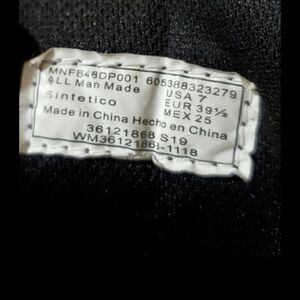 MNFB48DP001 605388323279
ALL Man Made USA 7
Sintetico EUR 39½
MEX 25
Made in China Hecho en China
36121868 S19
WM36121868-1118